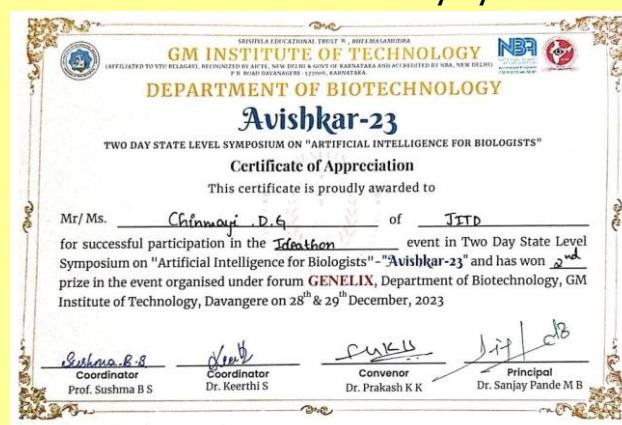 SRISHYLA EDUCATIONAL TRUST ®, BHEEMASAMUDRA
GM INSTITUTE OF TECHNOLOGY
(AFFILIATED TO VTU BELAGAVI, RECOGNIZED BY AICTE, NEW DELHI & GOVT OF KARNATAKA AND ACCREDITED BY NBA, NEW DELHI)
P B ROAD DAVANAGERE- 577006, KARNATAKA.
NBA
DEPARTMENT OF BIOTECHNOLOGY
Avishkar-23
TWO DAY STATE LEVEL SYMPOSIUM ON "ARTIFICIAL INTELLIGENCE FOR BIOLOGISTS"
Certificate of Appreciation
This certificate is proudly awarded to
Mr/ Ms. Chinmayi .D.G of JITD
for successful participation in the Ideathon event in Two Day State Level
Symposium on "Artificial Intelligence for Biologists"-"Avishkar-23" and has won 2nd
prize in the event organised under forum GENELIX, Department of Biotechnology, GM
Institute of Technology, Davangere on 28th & 29th December, 2023
Sushma.B.S
Coordinator Coordinator Convenor Principal
Prof. Sushma B S Dr. Keerthi S Dr. Prakash K K Dr. Sanjay Pande M B